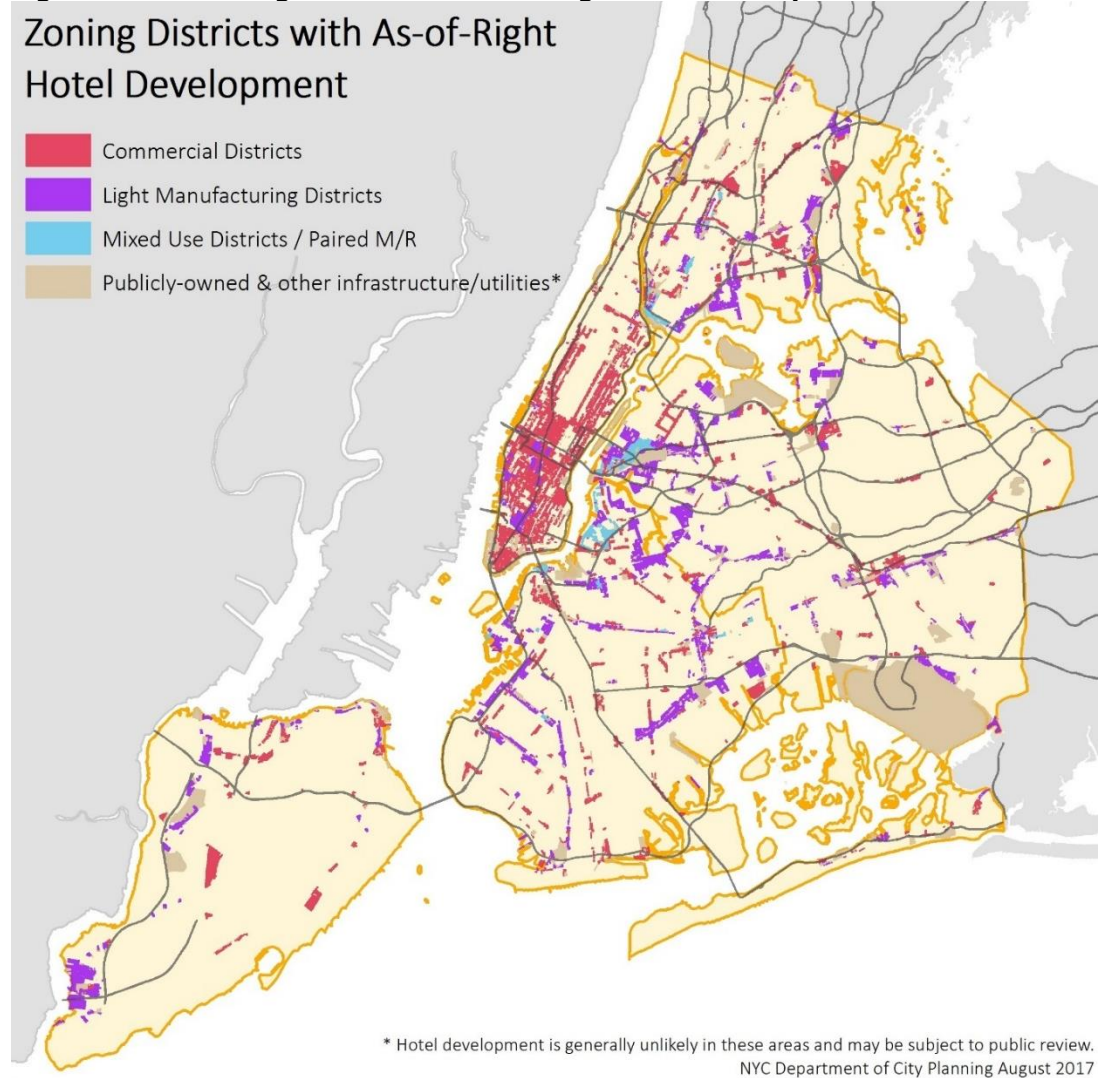 Zoning Districts with As-of-Right
Hotel Development
Commercial Districts
Light Manufacturing Districts
Mixed Use Districts / Paired M/R
Publicly-owned & other infrastructure/utilities*
* Hotel development is generally unlikely in these areas and may be subject to public review.
NYC Department of City Planning August 2017